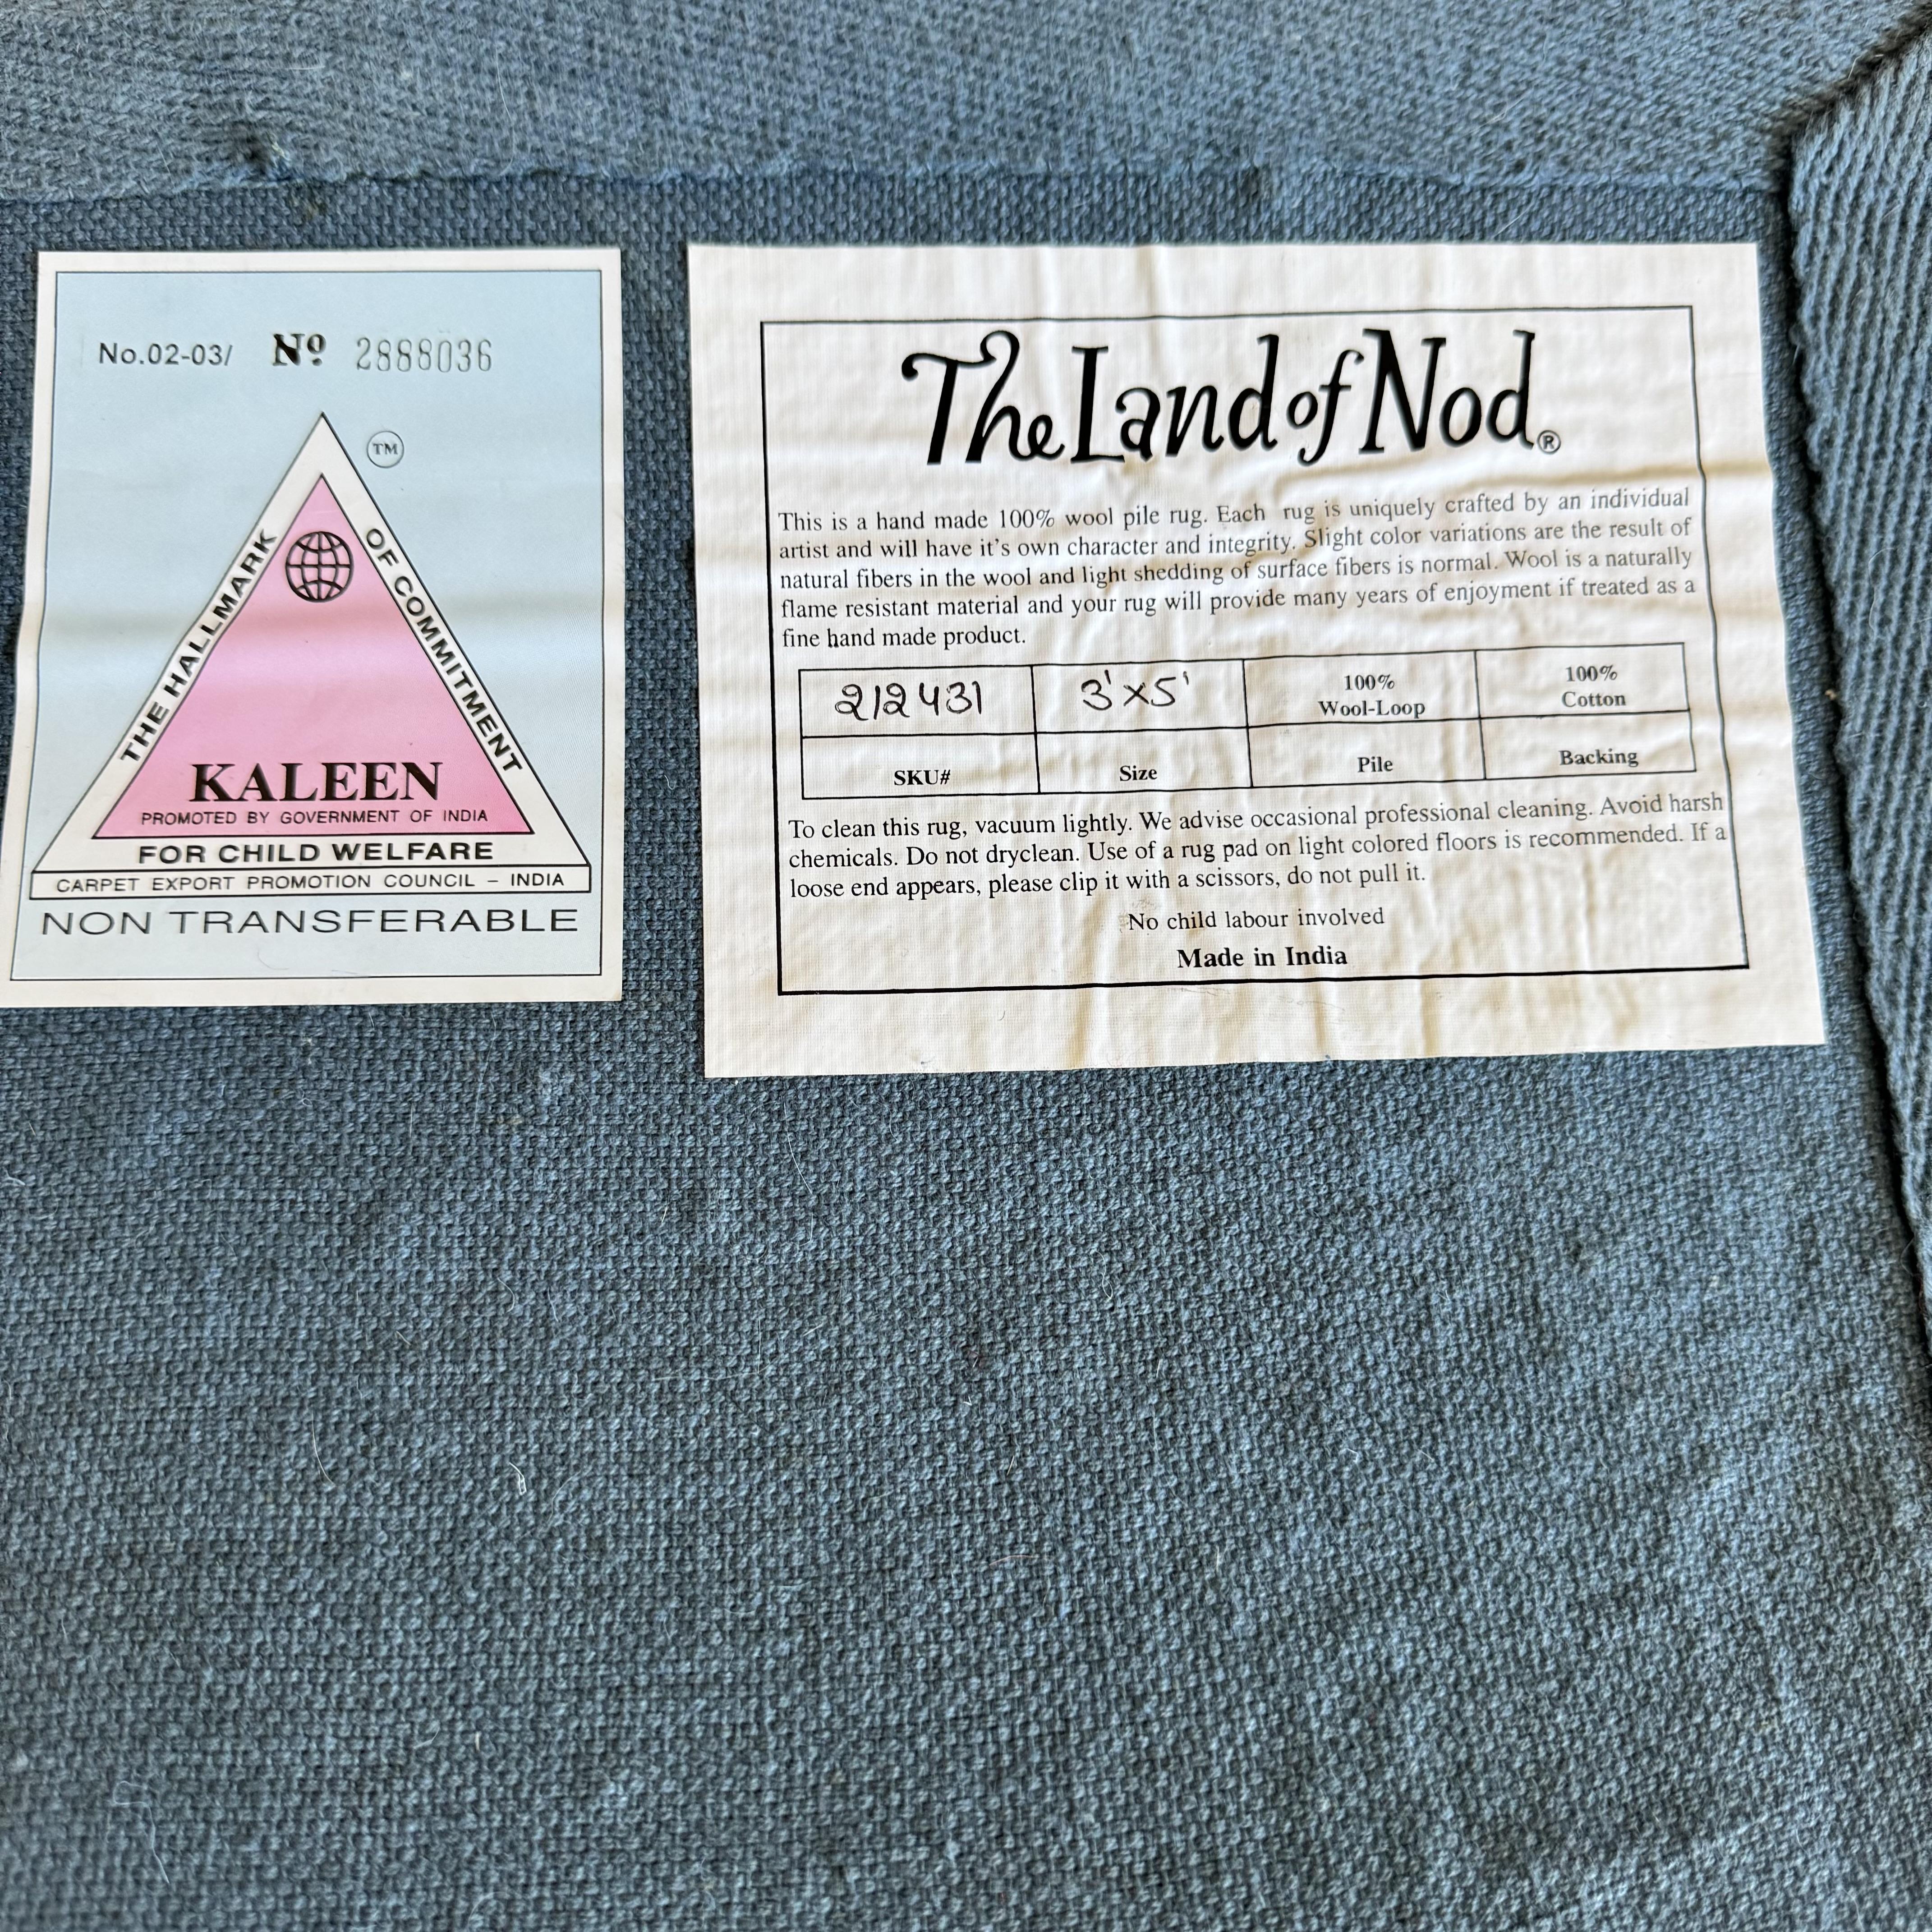 No.02-03/ Nº 2888036
TM
THE HALLMARK OF COMMITMENT
KALEEN
PROMOTED BY GOVERNMENT OF INDIA
FOR CHILD WELFARE
CARPET EXPORT PROMOTION COUNCIL – INDIA
NON TRANSFERABLE
The Land of Nod®
This is a hand made 100% wool pile rug. Each rug is uniquely crafted by an individual
artist and will have it's own character and integrity. Slight color variations are the result of
natural fibers in the wool and light shedding of surface fibers is normal. Wool is a naturally
flame resistant material and your rug will provide many years of enjoyment if treated as a
fine hand made product.
212431 3'x5' 100% Wool-Loop 100% Cotton
SKU# Size Pile Backing
To clean this rug, vacuum lightly. We advise occasional professional cleaning. Avoid harsh
chemicals. Do not dryclean. Use of a rug pad on light colored floors is recommended. If a
loose end appears, please clip it with a scissors, do not pull it.
No child labour involved
Made in India